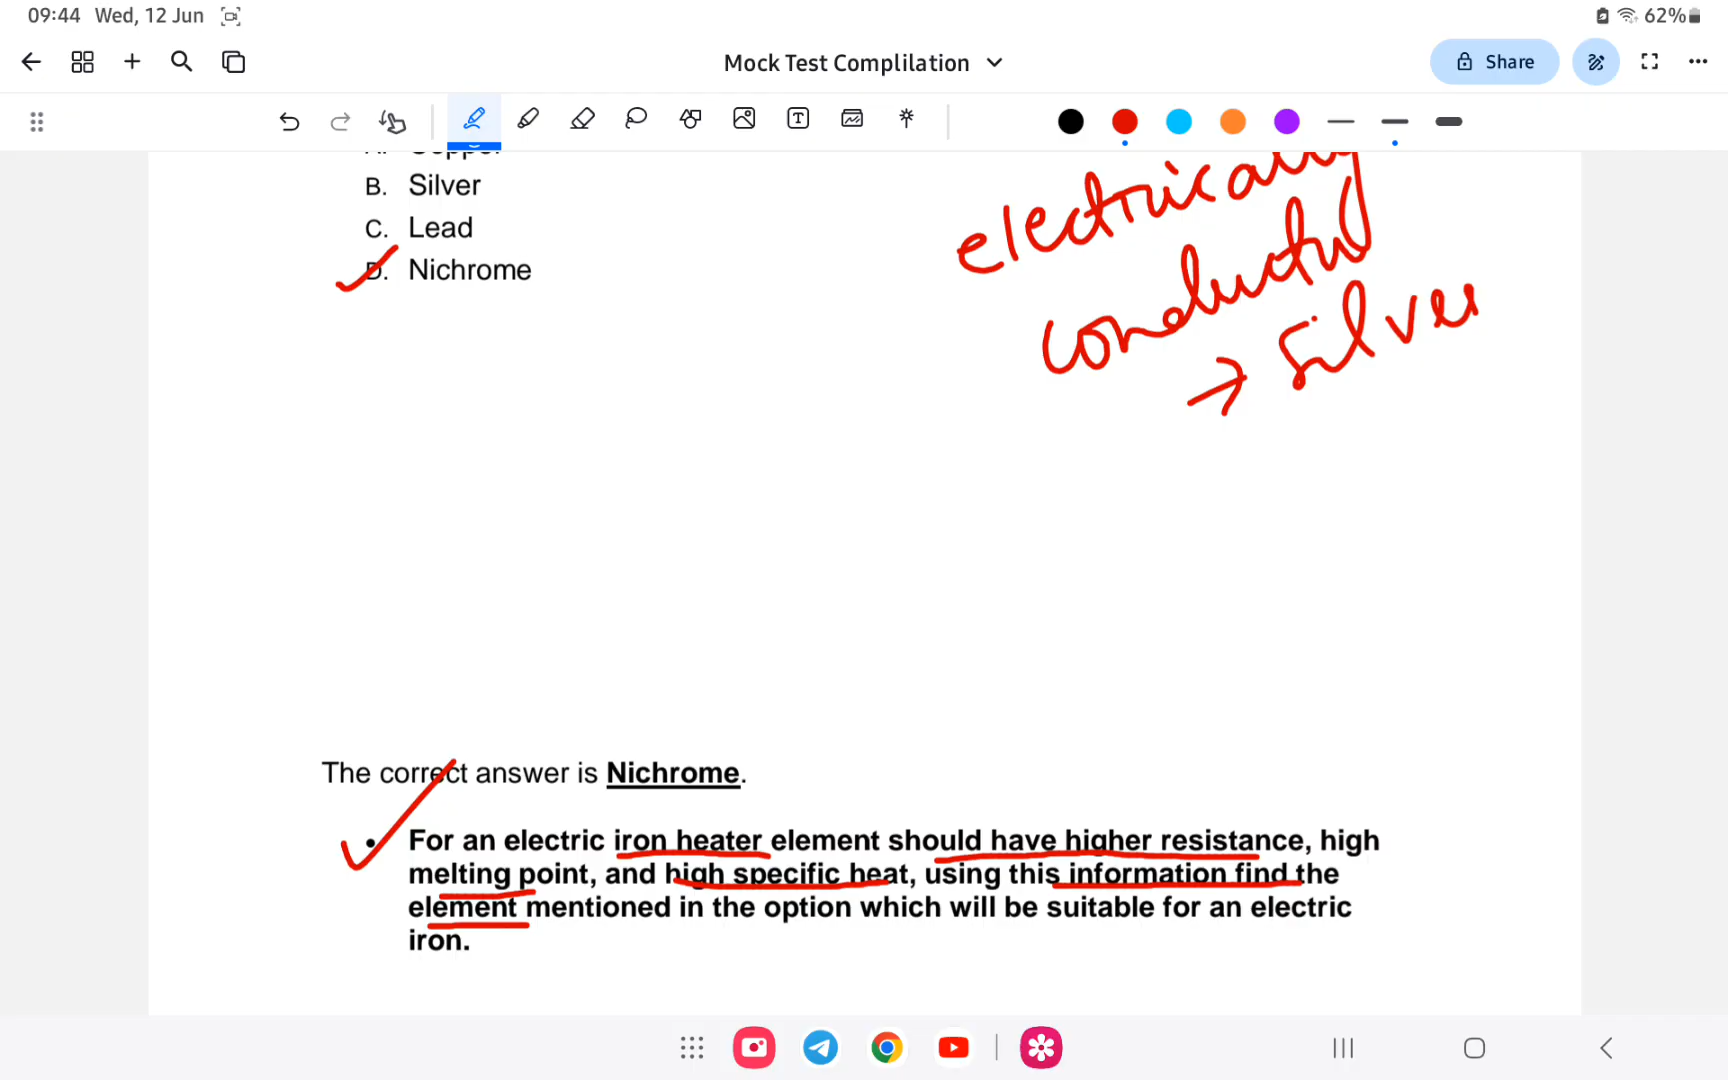 09:44 Wed, 12 Jun
62%
Mock Test Complilation
Share
B. Silver
C. Lead
D. Nichrome
electrically
conductor
→ Silver
The correct answer is Nichrome.
• For an electric iron heater element should have higher resistance, high
melting point, and high specific heat, using this information find the
element mentioned in the option which will be suitable for an electric
iron.